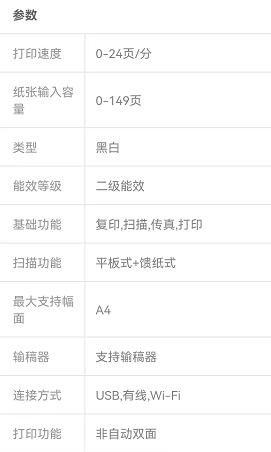 参数
打印速度 0-24页/分
纸张输入容
量 0-149页
类型 黑白
能效等级 二级能效
基础功能 复印,扫描,传真,打印
扫描功能 平板式+馈纸式
最大支持幅
面 A4
输稿器 支持输稿器
连接方式 USB,有线,Wi-Fi
打印功能 非自动双面